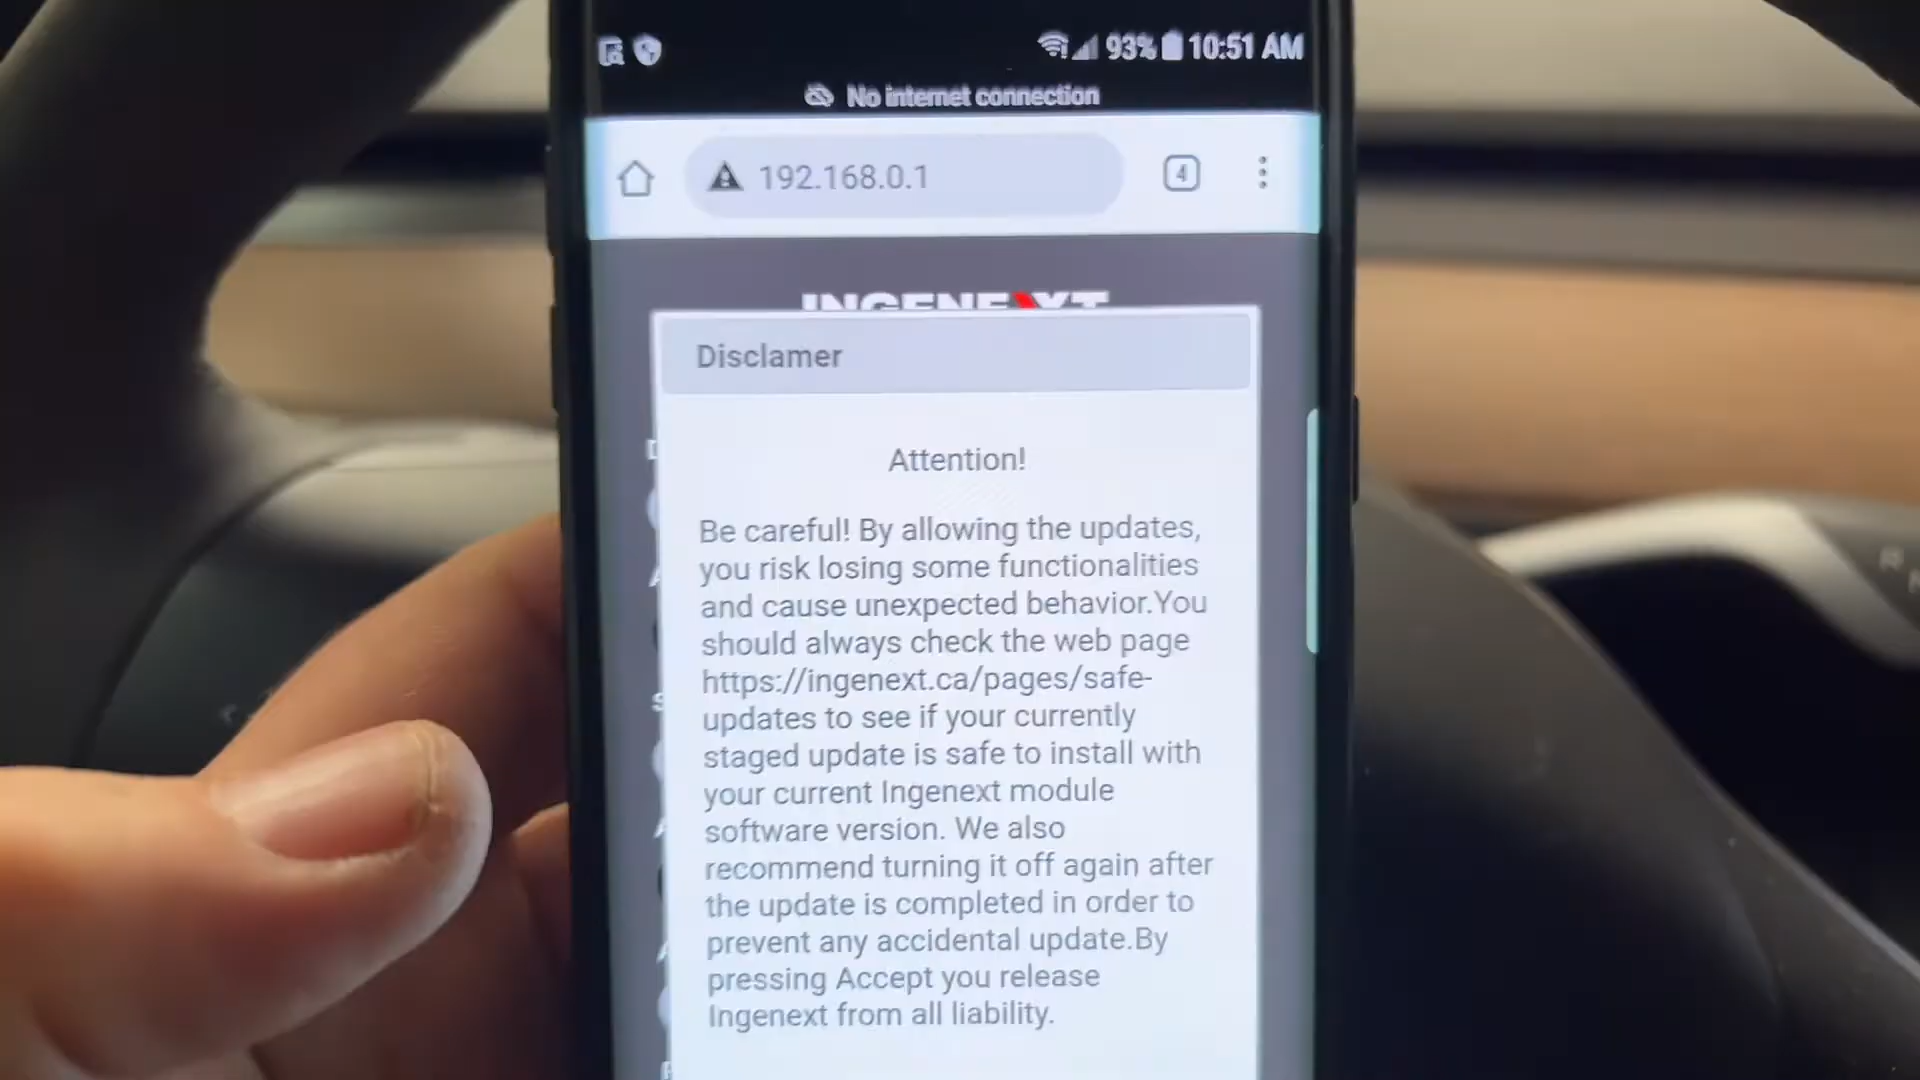 93% 10:51 AM
No internet connection
192.168.0.1
4
INGENEXT
Disclamer
Attention!
Be careful! By allowing the updates,
you risk losing some functionalities
and cause unexpected behavior.You
should always check the web page
https://ingenext.ca/pages/safe-
updates to see if your currently
staged update is safe to install with
your current Ingenext module
software version. We also
recommend turning it off again after
the update is completed in order to
prevent any accidental update.By
pressing Accept you release
Ingenext from all liability.
R